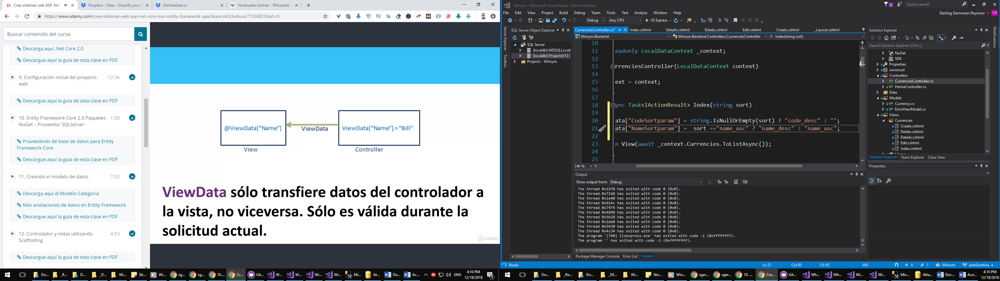 Crea sistemas web ASP. Net
Dropbox - Data - Simplify your li
DbInitializer.cs
Venezuelan bolívar - Wikipedia
https://www.udemy.com/crea-sistemas-web-asp-net-core-mvc-entity-framework-ajax/learn/v4/t/lecture/7732482?start=0
Buscar contenido del curso
Descarga aquí .Net Core 2.0
Descargue aquí la guía de esta clase en PDF
9. Configuración inicial del proyecto web 12:36
Descargue aquí la guía de esta clase en PDF
10. Entity Framework Core 2.0 Paquetes NuGet – Proveedor SQLServer 1:58
Proveedores de base de datos para Entity Framework Core
Descargue aquí la guía de esta clase en PDF
11. Creando el modelo de datos 7:32
Descarga aquí el Modelo Categoria
Más anotaciones de datos en Entity Framework
Descargue aquí la guía de esta clase en PDF
12. Controlador y vistas utilizando Scaffolding 4:53
Descargue aquí la guía de esta clase en PDF
@ViewData["Name"]
ViewData
ViewData["Name"] ="Bill"
View
Controller
ViewData sólo transfiere datos del controlador a
la vista, no viceversa. Sólo es válida durante la
solicitud actual.
Udemy
Wimym - Microsoft Visual Studio (Administrator)
2
Quick Launch
File Edit View Project Build Debug Team Tools Test Analyze Window Help
Starling Germosen Reynoso SR
Debug Any CPU IIS Express
Server Explorer
Toolbox
SQL Server Object Explorer
SQL Server
(localdb)\MSSQLLocall
(localdb)\ProjectsV13 (
Projects - Wimym
CurrenciesController.cs* Index.cshtml Details.cshtml Delete.cshtml Edit.cshtml Create.cshtml _Layout.cshtml
Wimym.Backend Wimym.Backend.Controllers.CurrenciesController Index(string sort)
10
11 eadonly LocalDataContext _context;
12
13 rrenciesController(LocalDataContext context)
14
15 ext = context;
16
17
18 ync Task<IActionResult> Index(string sort)
19
20 ata["CodeSortparam"] = string.IsNullOrEmpty(sort) ? "code_desc" : "";
21 ata["NameSortparam"] =  sort =="name_asc" ? "name_desc" : "name_asc";
22
23 n View(await _context.Currencies.ToListAsync());
24
25
146 %
Output
Show output from: Debug
The thread 0x22f8 has exited with code 0 (0x0).
The thread 0x7168 has exited with code 0 (0x0).
The thread 0x1e40 has exited with code 0 (0x0).
The thread 0x614c has exited with code 0 (0x0).
The thread 0x7974 has exited with code 0 (0x0).
The thread 0x4890 has exited with code 0 (0x0).
The thread 0x5b28 has exited with code 0 (0x0).
The thread 0x2da8 has exited with code 0 (0x0).
The thread 0x5430 has exited with code 0 (0x0).
The thread 0x4c34 has exited with code 0 (0x0).
The program '[740] iisexpress.exe' has exited with code -1 (0xffffffff).
The program '' has exited with code -1 (0xffffffff).
Package Manager Console Error List Output
Solution Explorer
Search Solution Explorer (Ctrl+;)
NuGet
SDK
Properties
wwwroot
Controllers
CurrenciesController.cs
HomeController.cs
Data
Models
Currency.cs
ErrorViewModel.cs
Views
Currencies
Create.cshtml
Delete.cshtml
Details.cshtml
Edit.cshtml
Index.cshtml
Solution Explorer Team Explorer Class View
Properties
Notifications
Ready Ln 21 Col 85 Ch 85 INS 0 1 Wimym part3sorting
Do... _R... D... _D... Wi... Sti... Wi... sg... sg... 10.... Cr... Git... W... W... Wi... Wi... Mi... At... Do... Ac... ENG 4:10 PM 12/18/2018 1
Do... _Re... Do... _DE... Wi... Stic... Win... sger... sger... 10. ... Cre... Git... Wh... Wh... Wi... Wi... Mic... Atta... Doc... Ace... 4:10 PM 12/18/2018